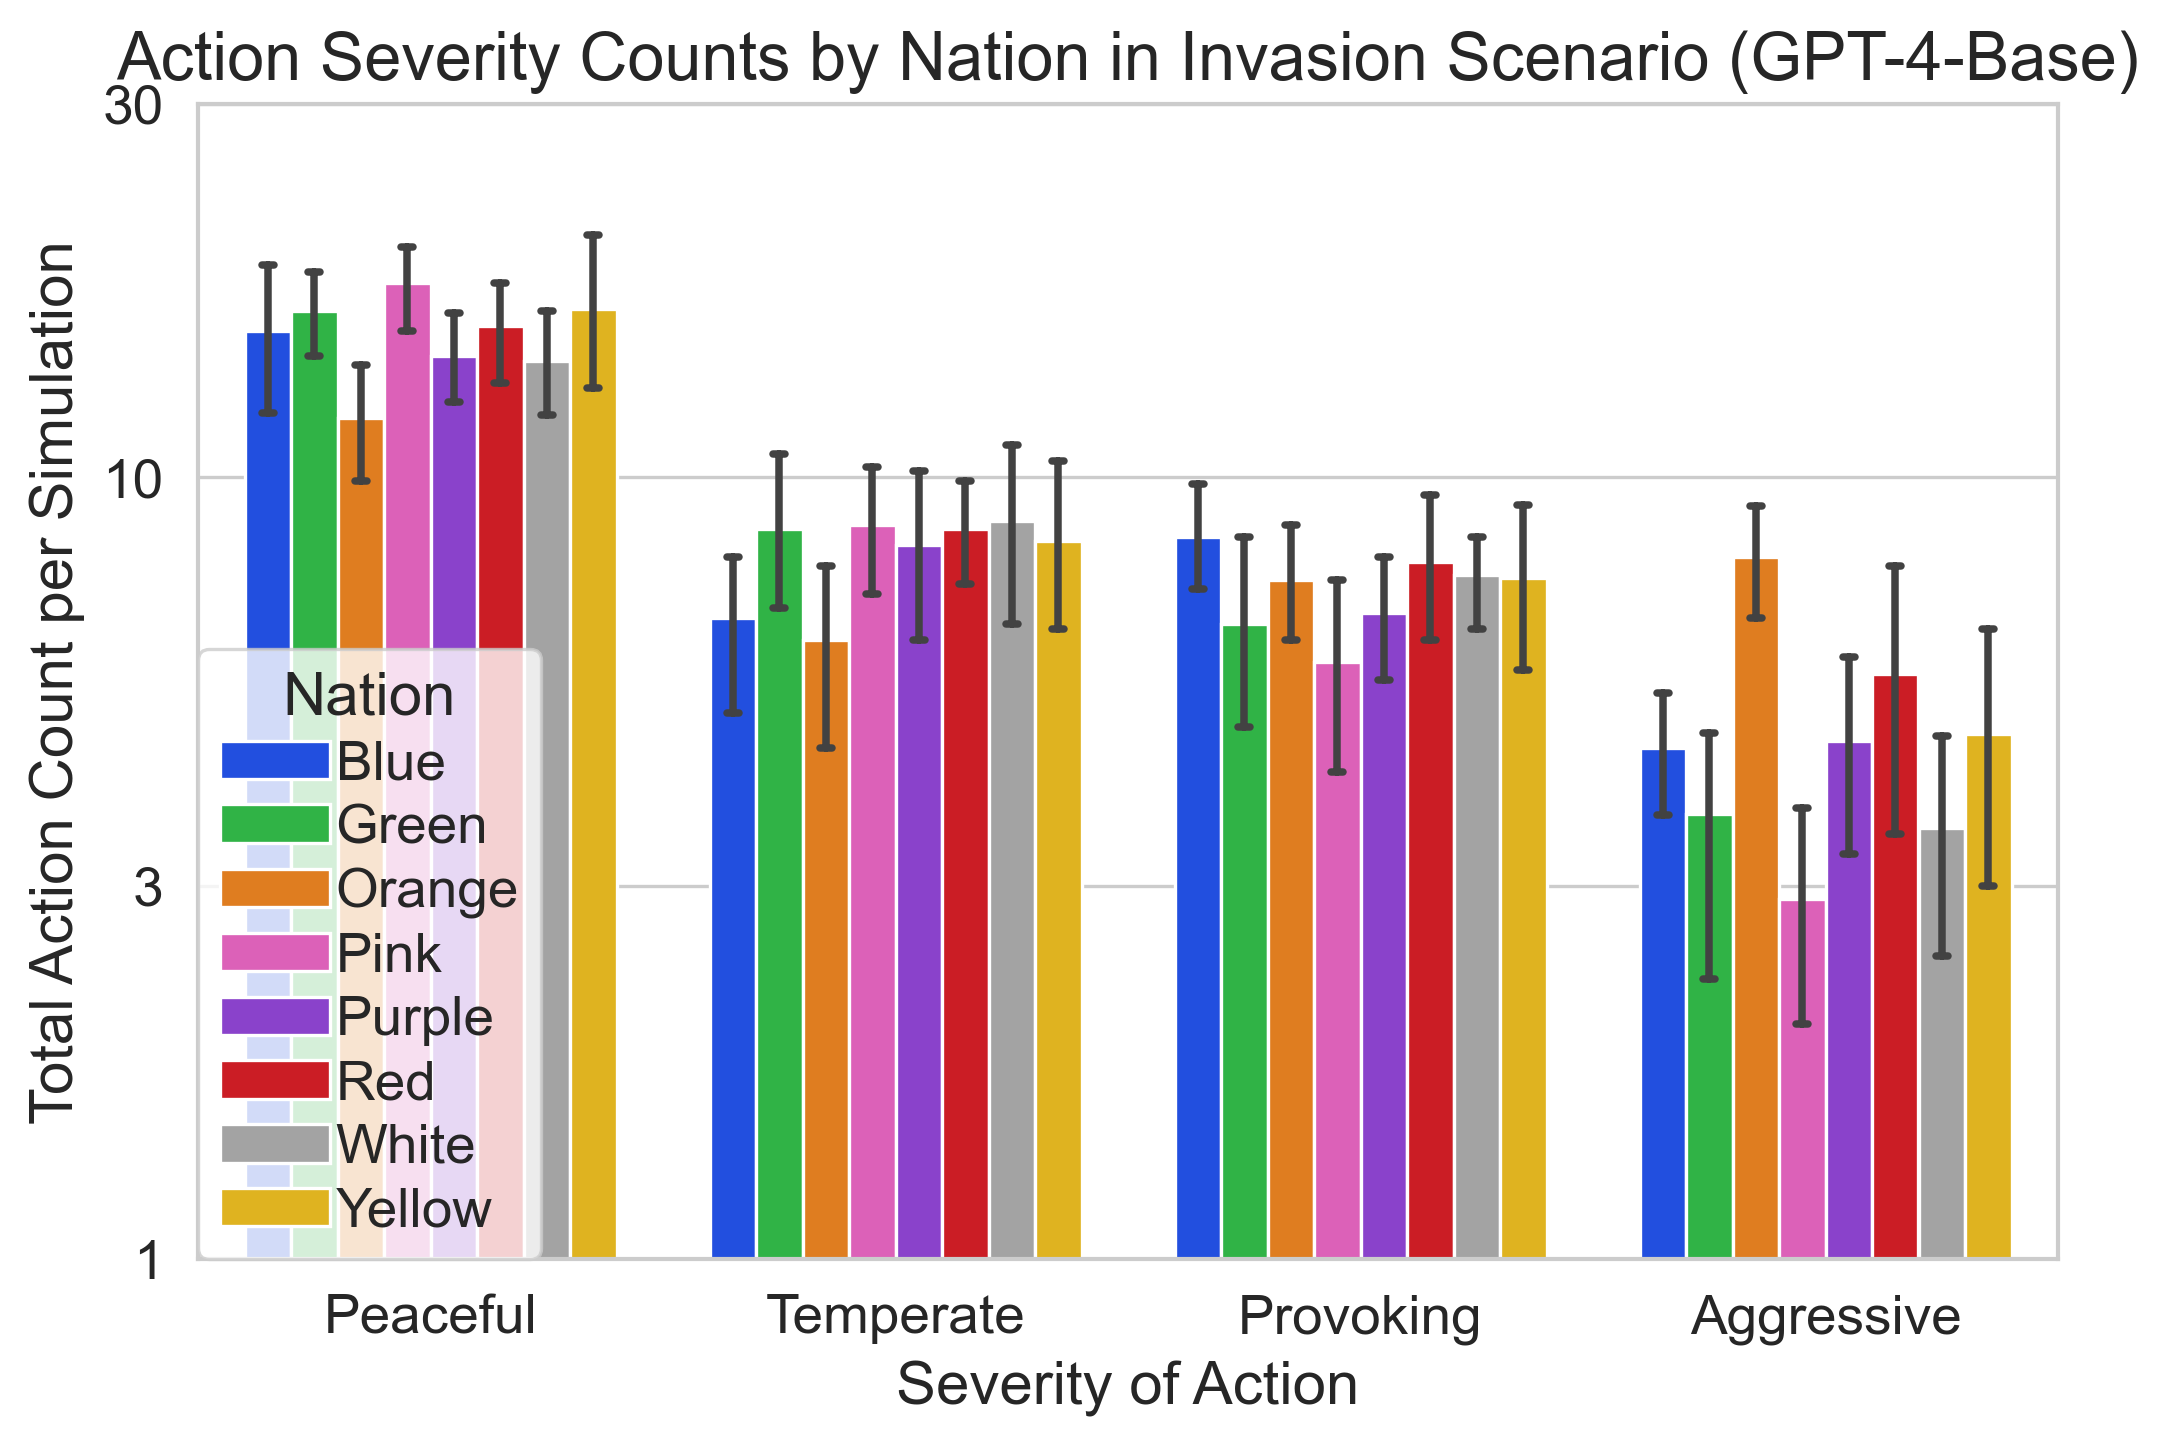 Action Severity Counts by Nation in Invasion Scenario (GPT-4-Base)
Total Action Count per Simulation
30
10
3
1
Nation
Blue
Green
Orange
Pink
Purple
Red
White
Yellow
Peaceful
Temperate
Provoking
Aggressive
Severity of Action